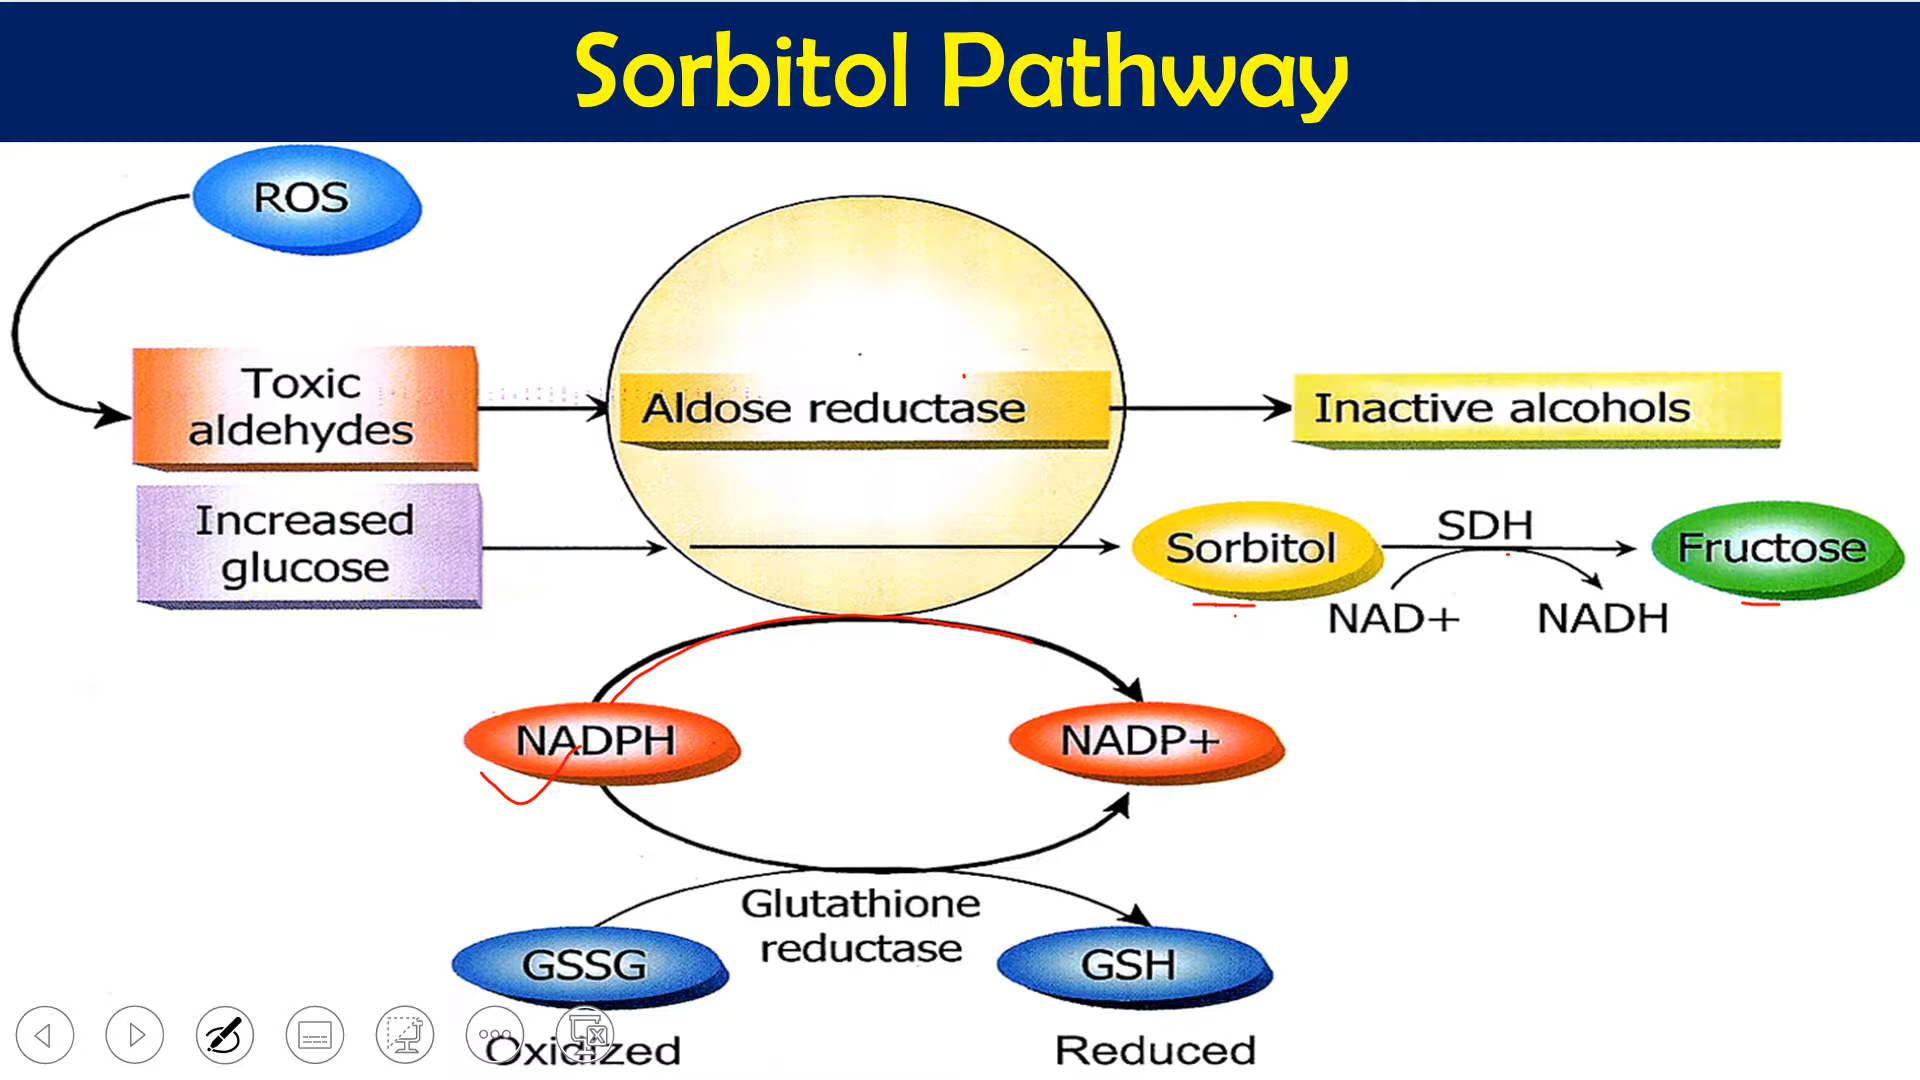 Sorbitol Pathway
ROS
Toxic
aldehydes
Aldose reductase
Inactive alcohols
Increased
glucose
Sorbitol
SDH
Fructose
NAD+
NADH
NADPH
NADP+
Glutathione
reductase
GSSG
GSH
Oxidized
Reduced